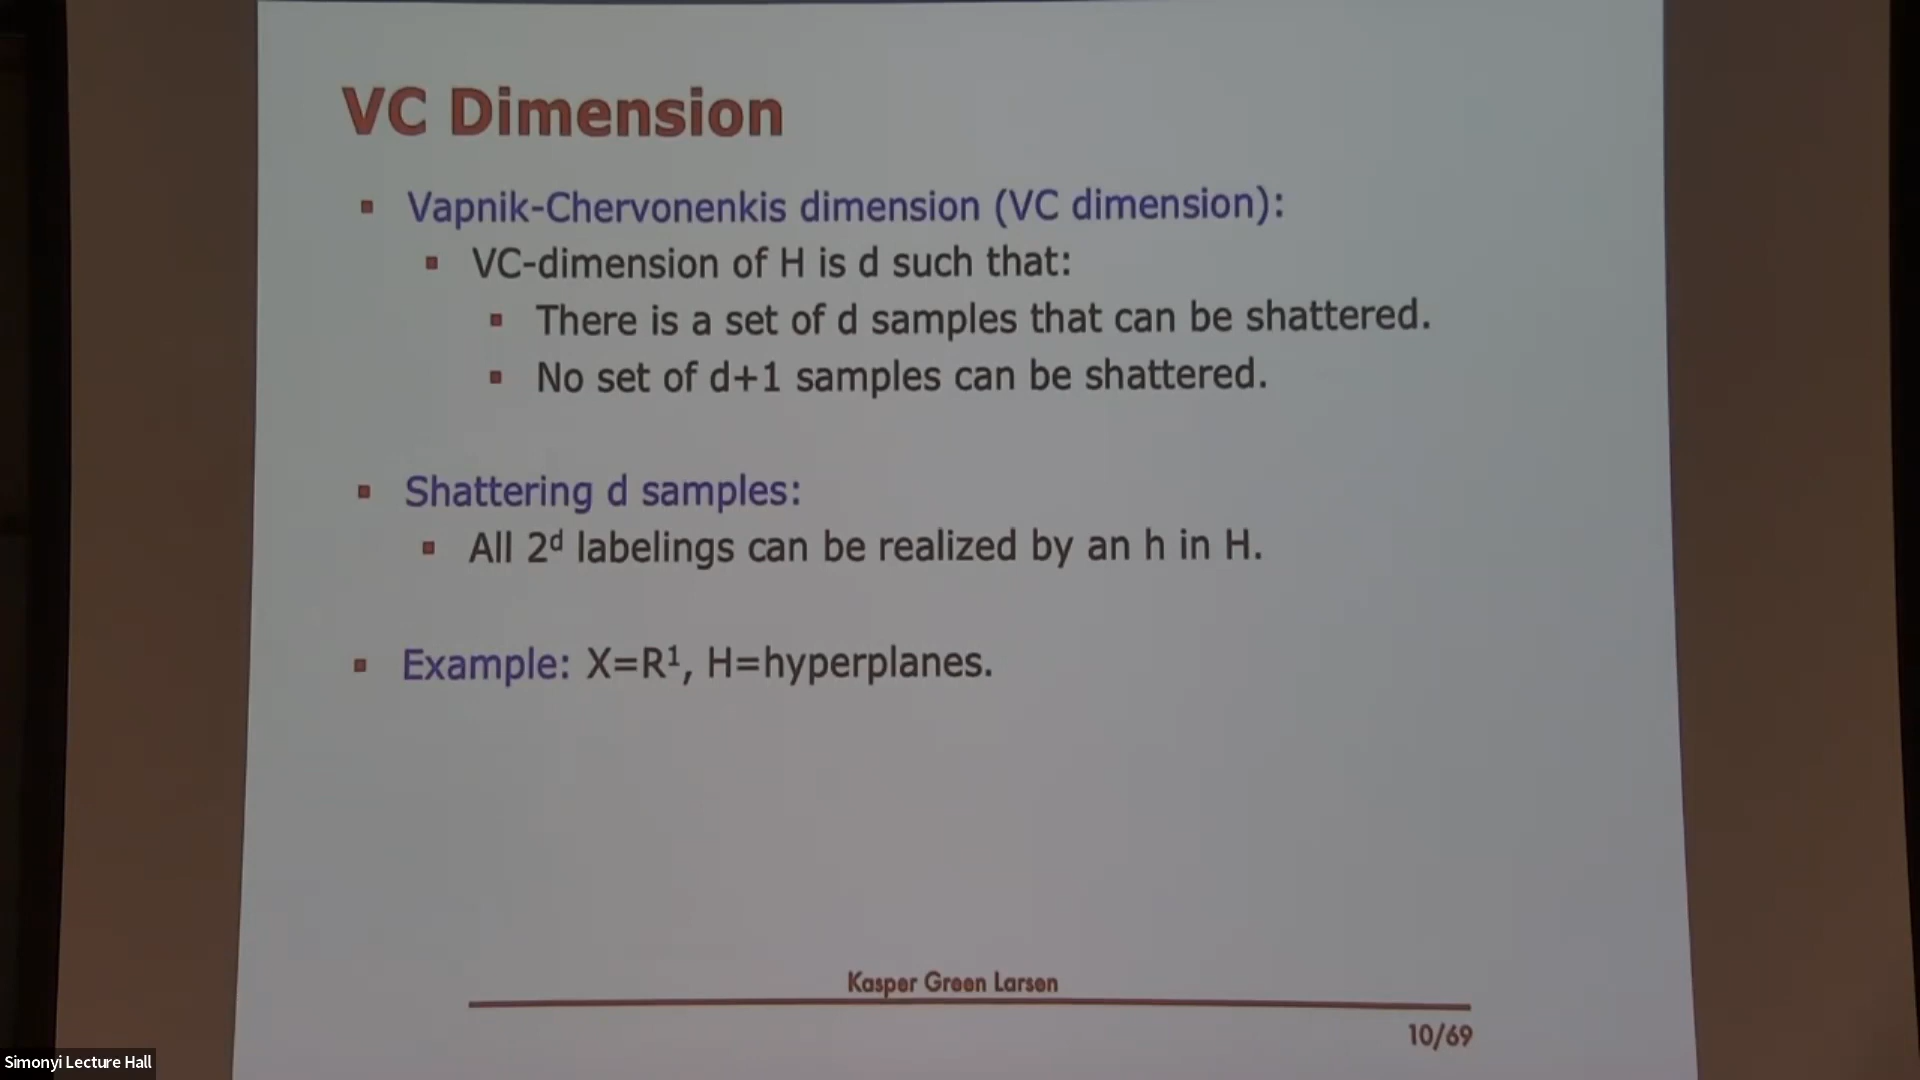 VC Dimension
Vapnik-Chervonenkis dimension (VC dimension):
VC-dimension of H is d such that:
There is a set of d samples that can be shattered.
No set of d+1 samples can be shattered.
Shattering d samples:
All 2ᵈ labelings can be realized by an h in H.
Example: X=R¹, H=hyperplanes.
Kasper Green Larsen
10/69
Simonyi Lecture Hall